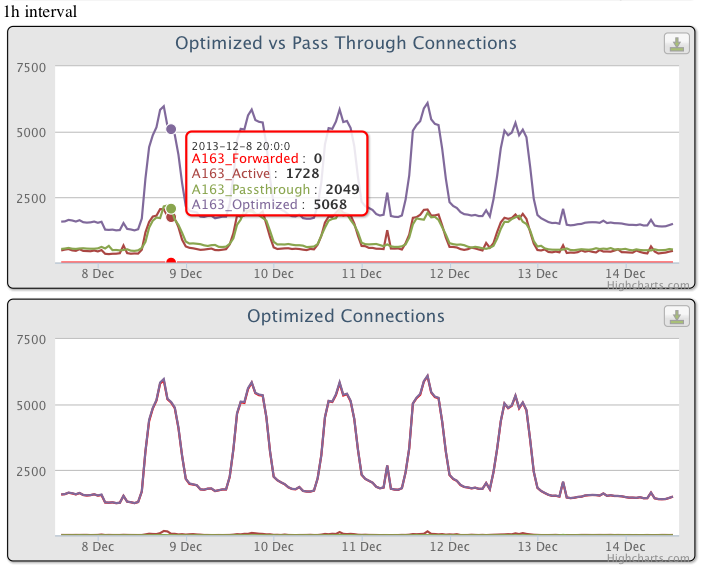 1h interval
Optimized vs Pass Through Connections
7500
5000
2500
2013-12-8 20:0:0
A163_Forwarded : 0
A163_Active : 1728
A163_Passthrough : 2049
A163_Optimized : 5068
8 Dec 9 Dec 10 Dec 11 Dec 12 Dec 13 Dec 14 Dec
Highcharts.com
Optimized Connections
7500
5000
2500
8 Dec 9 Dec 10 Dec 11 Dec 12 Dec 13 Dec 14 Dec
Highcharts.com